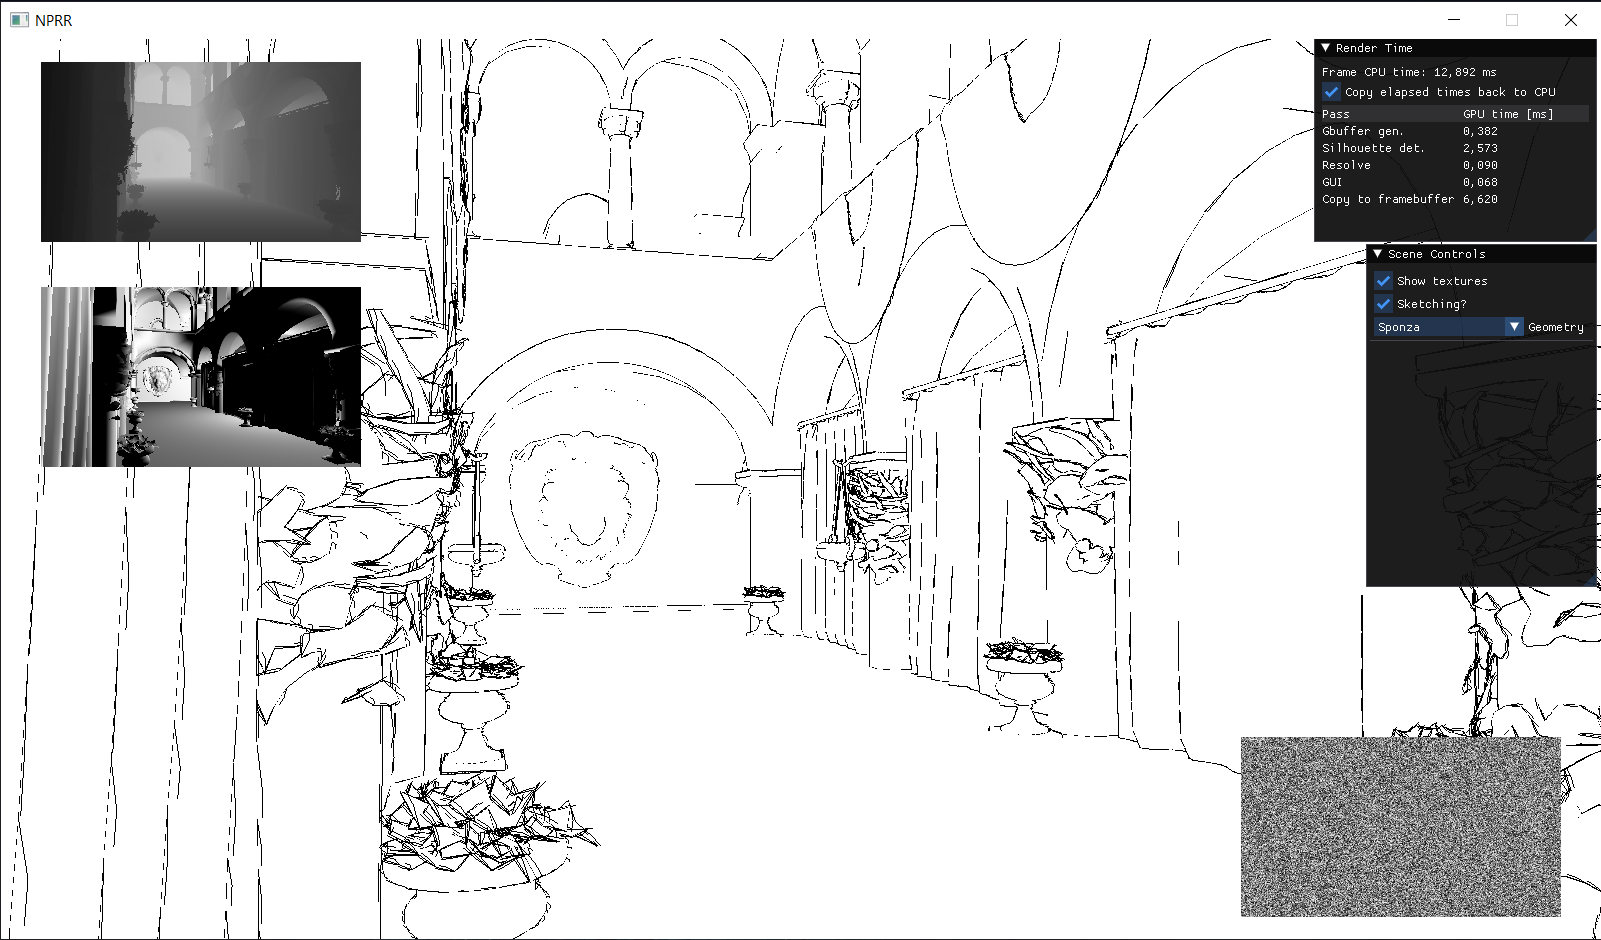 NPRR
Render Time
Frame CPU time: 12,892 ms
Copy elapsed times back to CPU
Pass GPU time [ms]
Gbuffer gen. 0,382
Silhouette det. 2,573
Resolve 0,090
GUI 0,068
Copy to framebuffer 6,620
Scene Controls
Show textures
Sketching?
Sponza Geometry